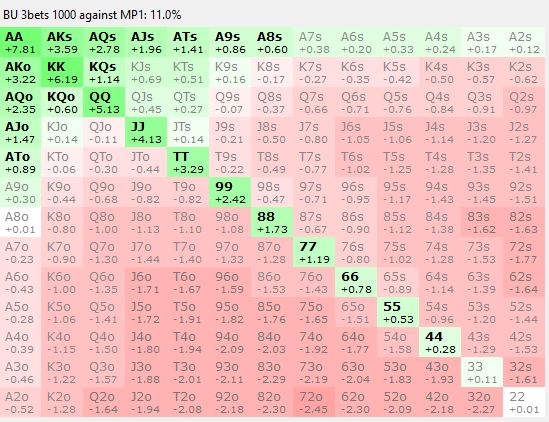 BU 3bets 1000 against MP1: 11.0%
AA AKs AQs AJs ATs A9s A8s A7s A6s A5s A4s A3s A2s
+7.81 +3.59 +2.78 +1.96 +1.41 +0.86 +0.60 +0.38 +0.20 +0.33 +0.24 +0.17 +0.12
AKo KK KQs KJs KTs K9s K8s K7s K6s K5s K4s K3s K2s
+3.22 +6.19 +1.14 +0.69 +0.51 +0.16 -0.17 -0.27 -0.35 -0.42 -0.50 -0.57 -0.62
AQo KQo QQ QJs QTs Q9s Q8s Q7s Q6s Q5s Q4s Q3s Q2s
+2.35 +0.60 +5.13 +0.45 +0.27 -0.07 -0.37 -0.66 -0.71 -0.76 -0.84 -0.91 -0.97
AJo KJo QJo JJ JTs J9s J8s J7s J6s J5s J4s J3s J2s
+1.47 +0.14 -0.11 +4.13 +0.14 -0.21 -0.50 -0.80 -1.05 -1.06 -1.14 -1.20 -1.27
ATo KTo QTo JTo TT T9s T8s T7s T6s T5s T4s T3s T2s
+0.89 -0.06 -0.30 -0.44 +3.29 -0.22 -0.49 -0.77 -1.02 -1.25 -1.28 -1.35 -1.41
A9o K9o Q9o J9o T9o 99 98s 97s 96s 95s 94s 93s 92s
+0.30 -0.44 -0.68 -0.82 -0.82 +2.42 -0.47 -0.71 -0.95 -1.17 -1.43 -1.45 -1.51
A8o K8o Q8o J8o T8o 98o 88 87s 86s 85s 84s 83s 82s
+0.01 -0.80 -1.00 -1.13 -1.10 -1.08 +1.73 -0.67 -0.90 -1.12 -1.38 -1.62 -1.63
A7o K7o Q7o J7o T7o 97o 87o 77 76s 75s 74s 73s 72s
-0.23 -0.90 -1.30 -1.44 -1.40 -1.33 -1.28 +1.19 -0.80 -1.02 -1.28 -1.53 -1.77
A6o K6o Q6o J6o T6o 96o 86o 76o 66 65s 64s 63s 62s
-0.43 -1.00 -1.35 -1.71 -1.67 -1.59 -1.53 -1.43 +0.78 -0.89 -1.14 -1.39 -1.64
A5o K5o Q5o J5o T5o 95o 85o 75o 65o 55 54s 53s 52s
-0.28 -1.06 -1.41 -1.72 -1.91 -1.82 -1.76 -1.65 -1.51 +0.53 -0.96 -1.20 -1.44
A4o K4o Q4o J4o T4o 94o 84o 74o 64o 54o 44 43s 42s
-0.39 -1.15 -1.50 -1.80 -1.94 -2.09 -2.03 -1.92 -1.77 -1.58 +0.28 -1.29 -1.53
A3o K3o Q3o J3o T3o 93o 83o 73o 63o 53o 43o 33 32s
-0.46 -1.22 -1.57 -1.88 -2.01 -2.11 -2.29 -2.19 -2.04 -1.83 -1.93 +0.11 -1.61
A2o K2o Q2o J2o T2o 92o 82o 72o 62o 52o 42o 32o 22
-0.52 -1.28 -1.64 -1.94 -2.08 -2.18 -2.30 -2.45 -2.30 -2.09 -2.18 -2.27 +0.01